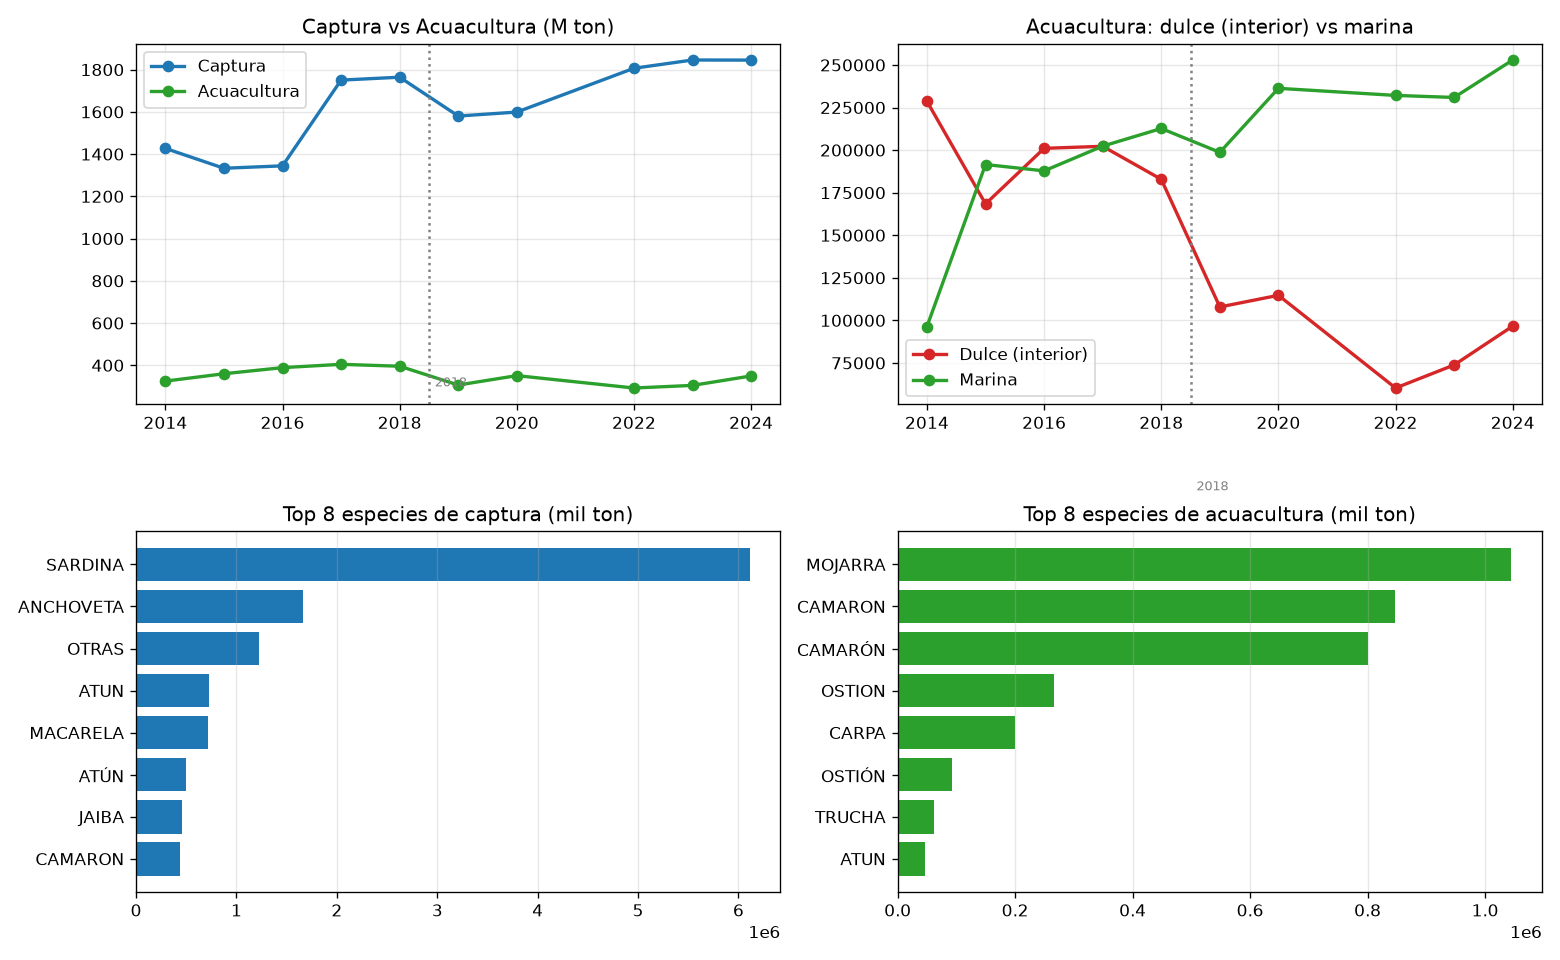 Captura vs Acuacultura (M ton)
Captura
Acuacultura
1800
1600
1400
1200
1000
800
600
400
2018
2014 2016 2018 2020 2022 2024
Acuacultura: dulce (interior) vs marina
250000
225000
200000
175000
150000
125000
100000
75000
Dulce (interior)
Marina
2014 2016 2018 2020 2022 2024
2018
Top 8 especies de captura (mil ton)
SARDINA
ANCHOVETA
OTRAS
ATUN
MACARELA
ATÚN
JAIBA
CAMARON
0 1 2 3 4 5 6
1e6
Top 8 especies de acuacultura (mil ton)
MOJARRA
CAMARON
CAMARÓN
OSTION
CARPA
OSTIÓN
TRUCHA
ATUN
0.0 0.2 0.4 0.6 0.8 1.0
1e6